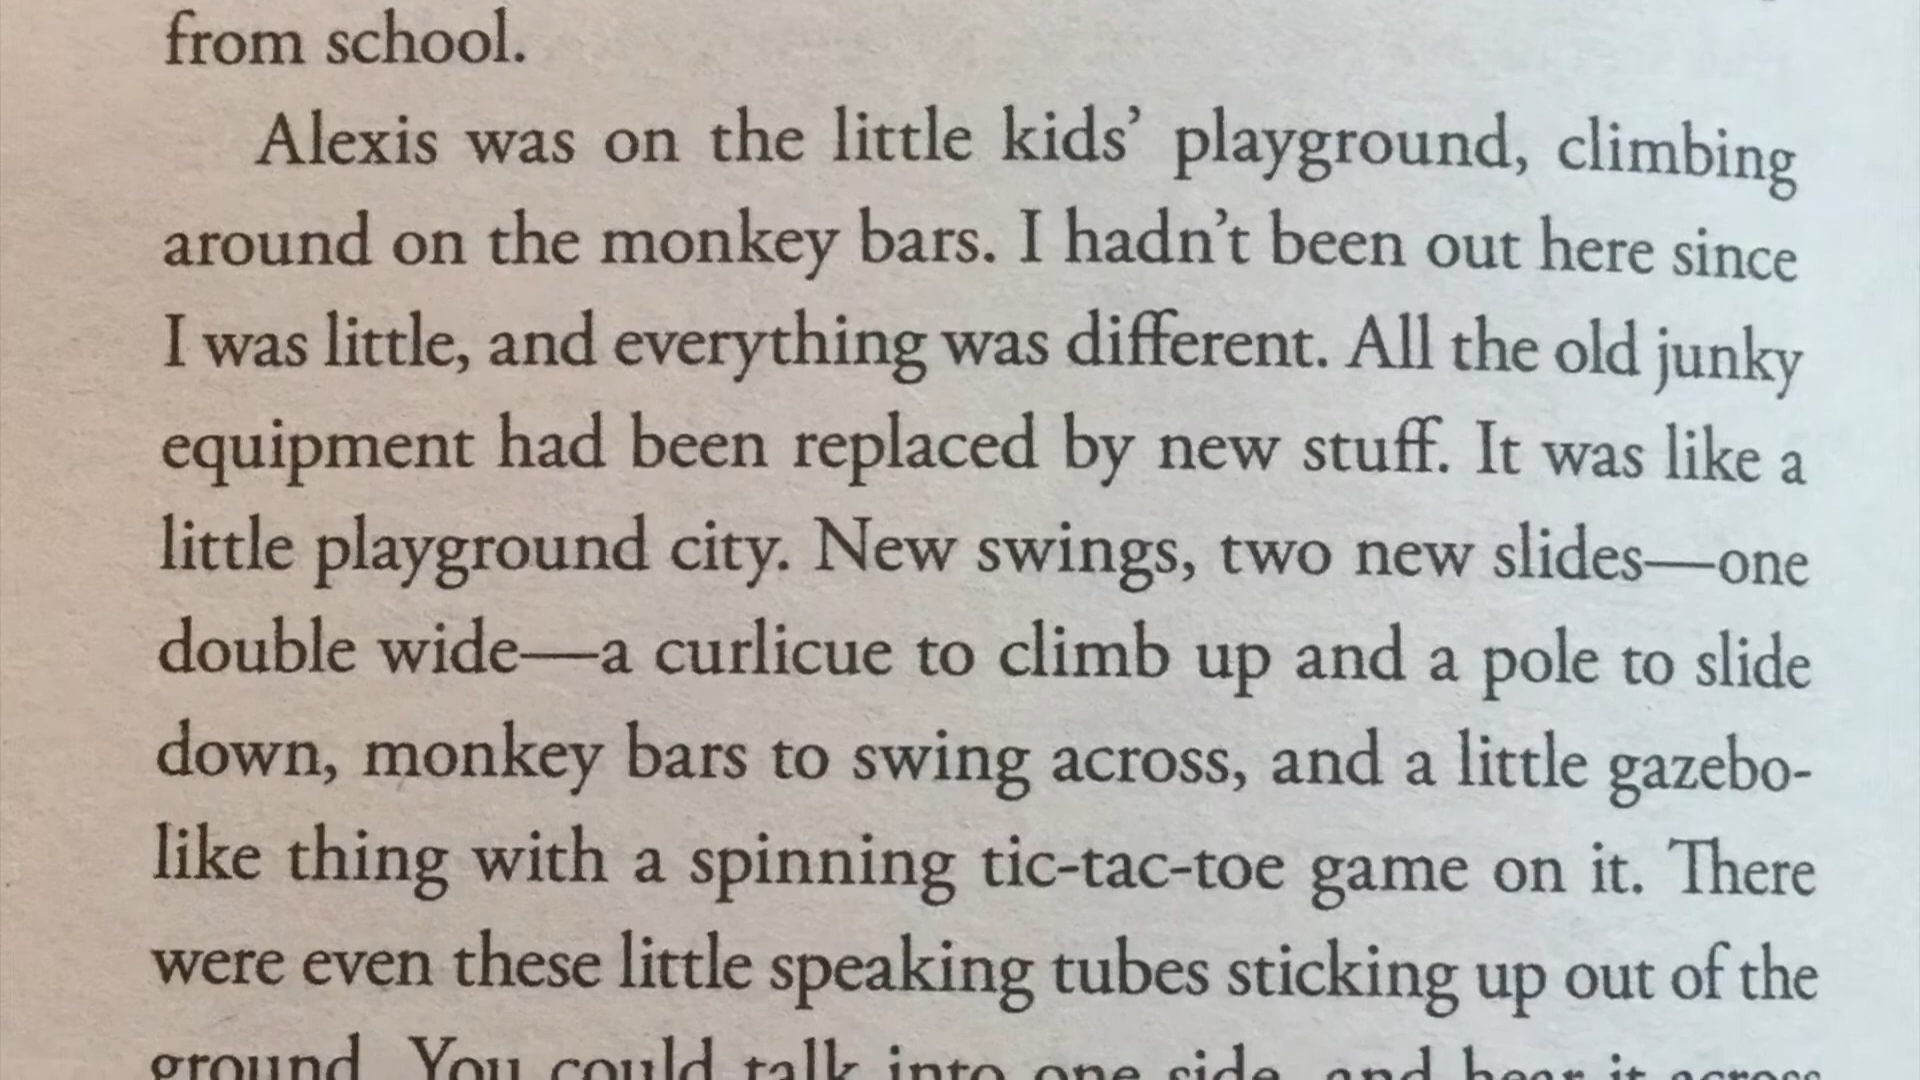 from school.
Alexis was on the little kids’ playground, climbing
around on the monkey bars. I hadn’t been out here since
I was little, and everything was different. All the old junky
equipment had been replaced by new stuff. It was like a
little playground city. New swings, two new slides—one
double wide—a curlicue to climb up and a pole to slide
down, monkey bars to swing across, and a little gazebo-
like thing with a spinning tic-tac-toe game on it. There
were even these little speaking tubes sticking up out of the
ground. You could talk into one side, and hear it across